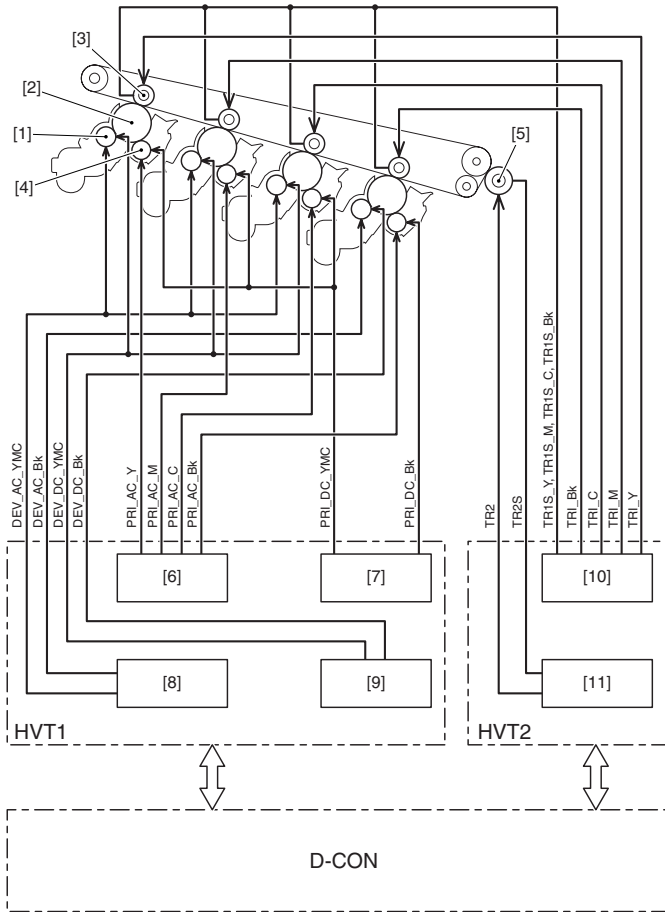 [3]
[2]
[1]
[4]
[5]
DEV_AC_YMC
DEV_AC_Bk
DEV_DC_YMC
DEV_DC_Bk
PRI_AC_Y
PRI_AC_M
PRI_AC_C
PRI_AC_Bk
PRI_DC_YMC
PRI_DC_Bk
TR2
TR2S
TR1S_Y, TR1S_M, TR1S_C, TR1S_Bk
TRI_Bk
TRI_C
TRI_M
TRI_Y
[6]
[7]
[10]
[8]
[9]
[11]
HVT1
HVT2
D-CON